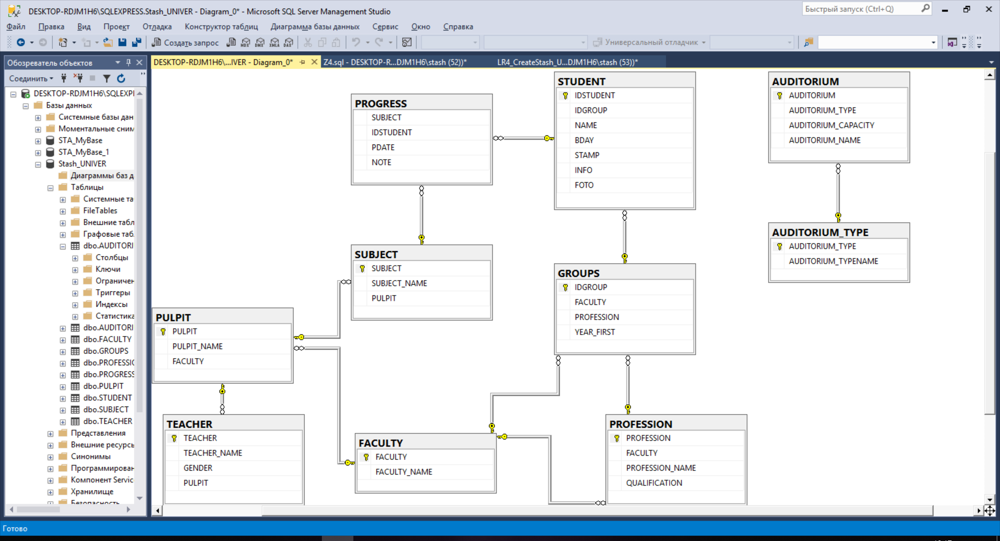 DESKTOP-RDJM1H6\SQLEXPRESS.Stash_UNIVER - Diagram_0* - Microsoft SQL Server Management Studio
Быстрый запуск (Ctrl+Q)
Файл Правка Вид Проект Отладка Конструктор таблиц Диаграмма базы данных Сервис Окно Справка
Создать запрос MDX DMX XMLA DAX Универсальный отладчик
Обозреватель объектов
DESKTOP-RDJM1H6\...IVER - Diagram_0*
Z4.sql - DESKTOP-R...DJM1H6\stash (52))*
LR4_CreateStash_U...DJM1H6\stash (53))*
Соединить
DESKTOP-RDJM1H6\SQLEXPI
Базы данных
Системные базы дан
Моментальные сним
STA_MyBase
STA_MyBase_1
Stash_UNIVER
Диаграммы баз д
Таблицы
Системные та
FileTables
Внешние табл
Графовые таб.
dbo.AUDITORI
Столбцы
Ключи
Ограничен
Триггеры
Индексы
Статистика
dbo.AUDITORI
dbo.FACULTY
dbo.GROUPS
dbo.PROFESSIO
dbo.PROGRESS
dbo.PULPIT
dbo.STUDENT
dbo.SUBJECT
dbo.TEACHER
Представления
Внешние ресурсы
Синонимы
Программирован
Компонент Servic
Хранилище
Безопасность
PROGRESS
SUBJECT
IDSTUDENT
PDATE
NOTE
STUDENT
IDSTUDENT
IDGROUP
NAME
BDAY
STAMP
INFO
FOTO
AUDITORIUM
AUDITORIUM
AUDITORIUM_TYPE
AUDITORIUM_CAPACITY
AUDITORIUM_NAME
SUBJECT
SUBJECT
SUBJECT_NAME
PULPIT
GROUPS
IDGROUP
FACULTY
PROFESSION
YEAR_FIRST
AUDITORIUM_TYPE
AUDITORIUM_TYPE
AUDITORIUM_TYPENAME
PULPIT
PULPIT
PULPIT_NAME
FACULTY
TEACHER
TEACHER
TEACHER_NAME
GENDER
PULPIT
FACULTY
FACULTY
FACULTY_NAME
PROFESSION
PROFESSION
FACULTY
PROFESSION_NAME
QUALIFICATION
Готово